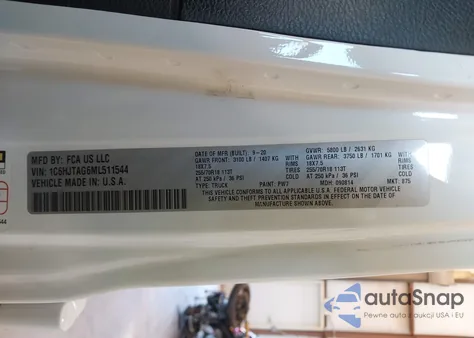 MFD BY: FCA US LLC
VIN: 1C6HJTAG6ML511544
VEHICLE MADE IN: U.S.A.
DATE OF MFR (BUILT): 9-20
GVWR: 5800 LB / 2631 KG
GAWR FRONT: 3100 LB / 1407 KG WITH
GAWR REAR: 3750 LB / 1701 KG WITH
18X7.5 RIMS
18X7.5 RIMS
255/70R18 113T TIRES
255/70R18 113T TIRES
AT 250 kPa / 36 PSI COLD
AT 250 kPa / 36 PSI COLD
TYPE: TRUCK PAINT: PW7 MDH: 090814 MKT: 875
THIS VEHICLE CONFORMS TO ALL APPLICABLE U.S.A. FEDERAL MOTOR VEHICLE
SAFETY AND THEFT PREVENTION STANDARDS IN EFFECT
ON THE DATE OF MANUFACTURE SHOWN ABOVE.
autoSnap
Pewne auta z aukcji USA i EU